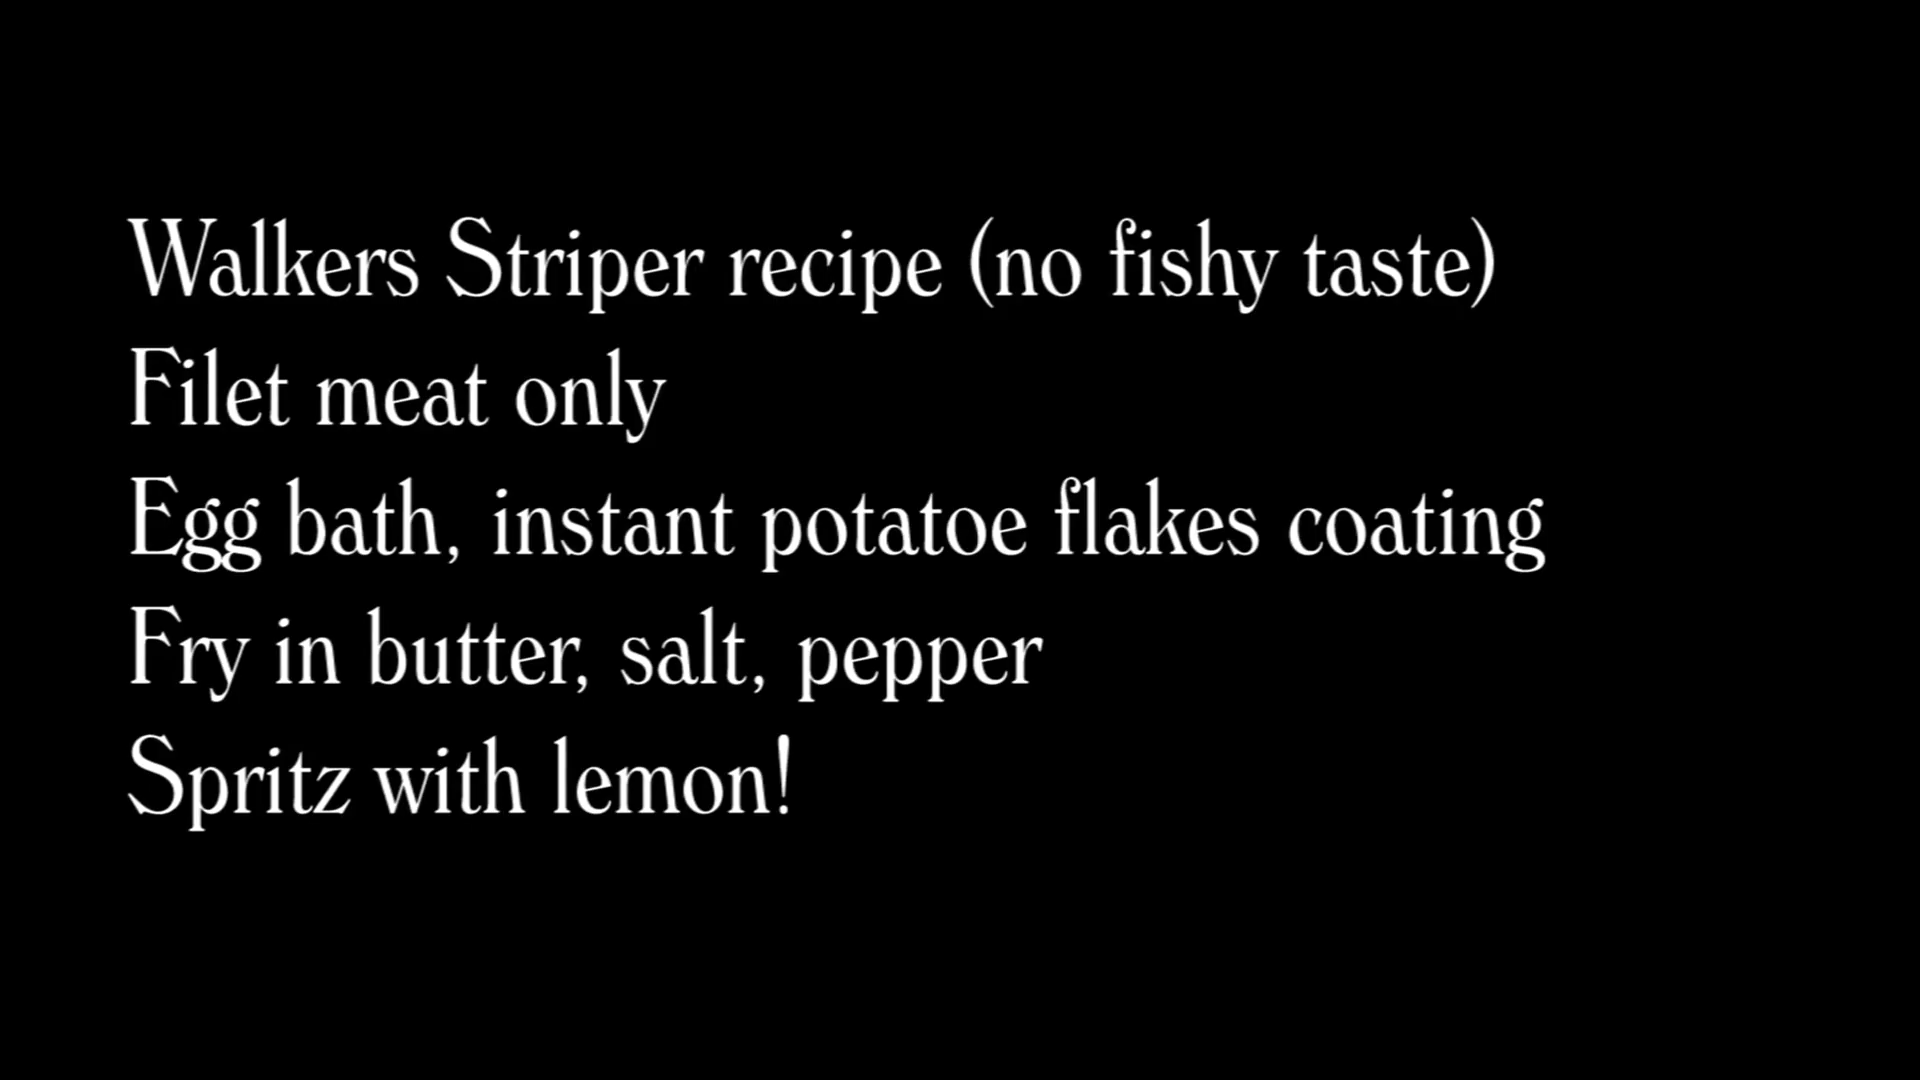 Walkers Striper recipe (no fishy taste)
Filet meat only
Egg bath, instant potatoe flakes coating
Fry in butter, salt, pepper
Spritz with lemon!